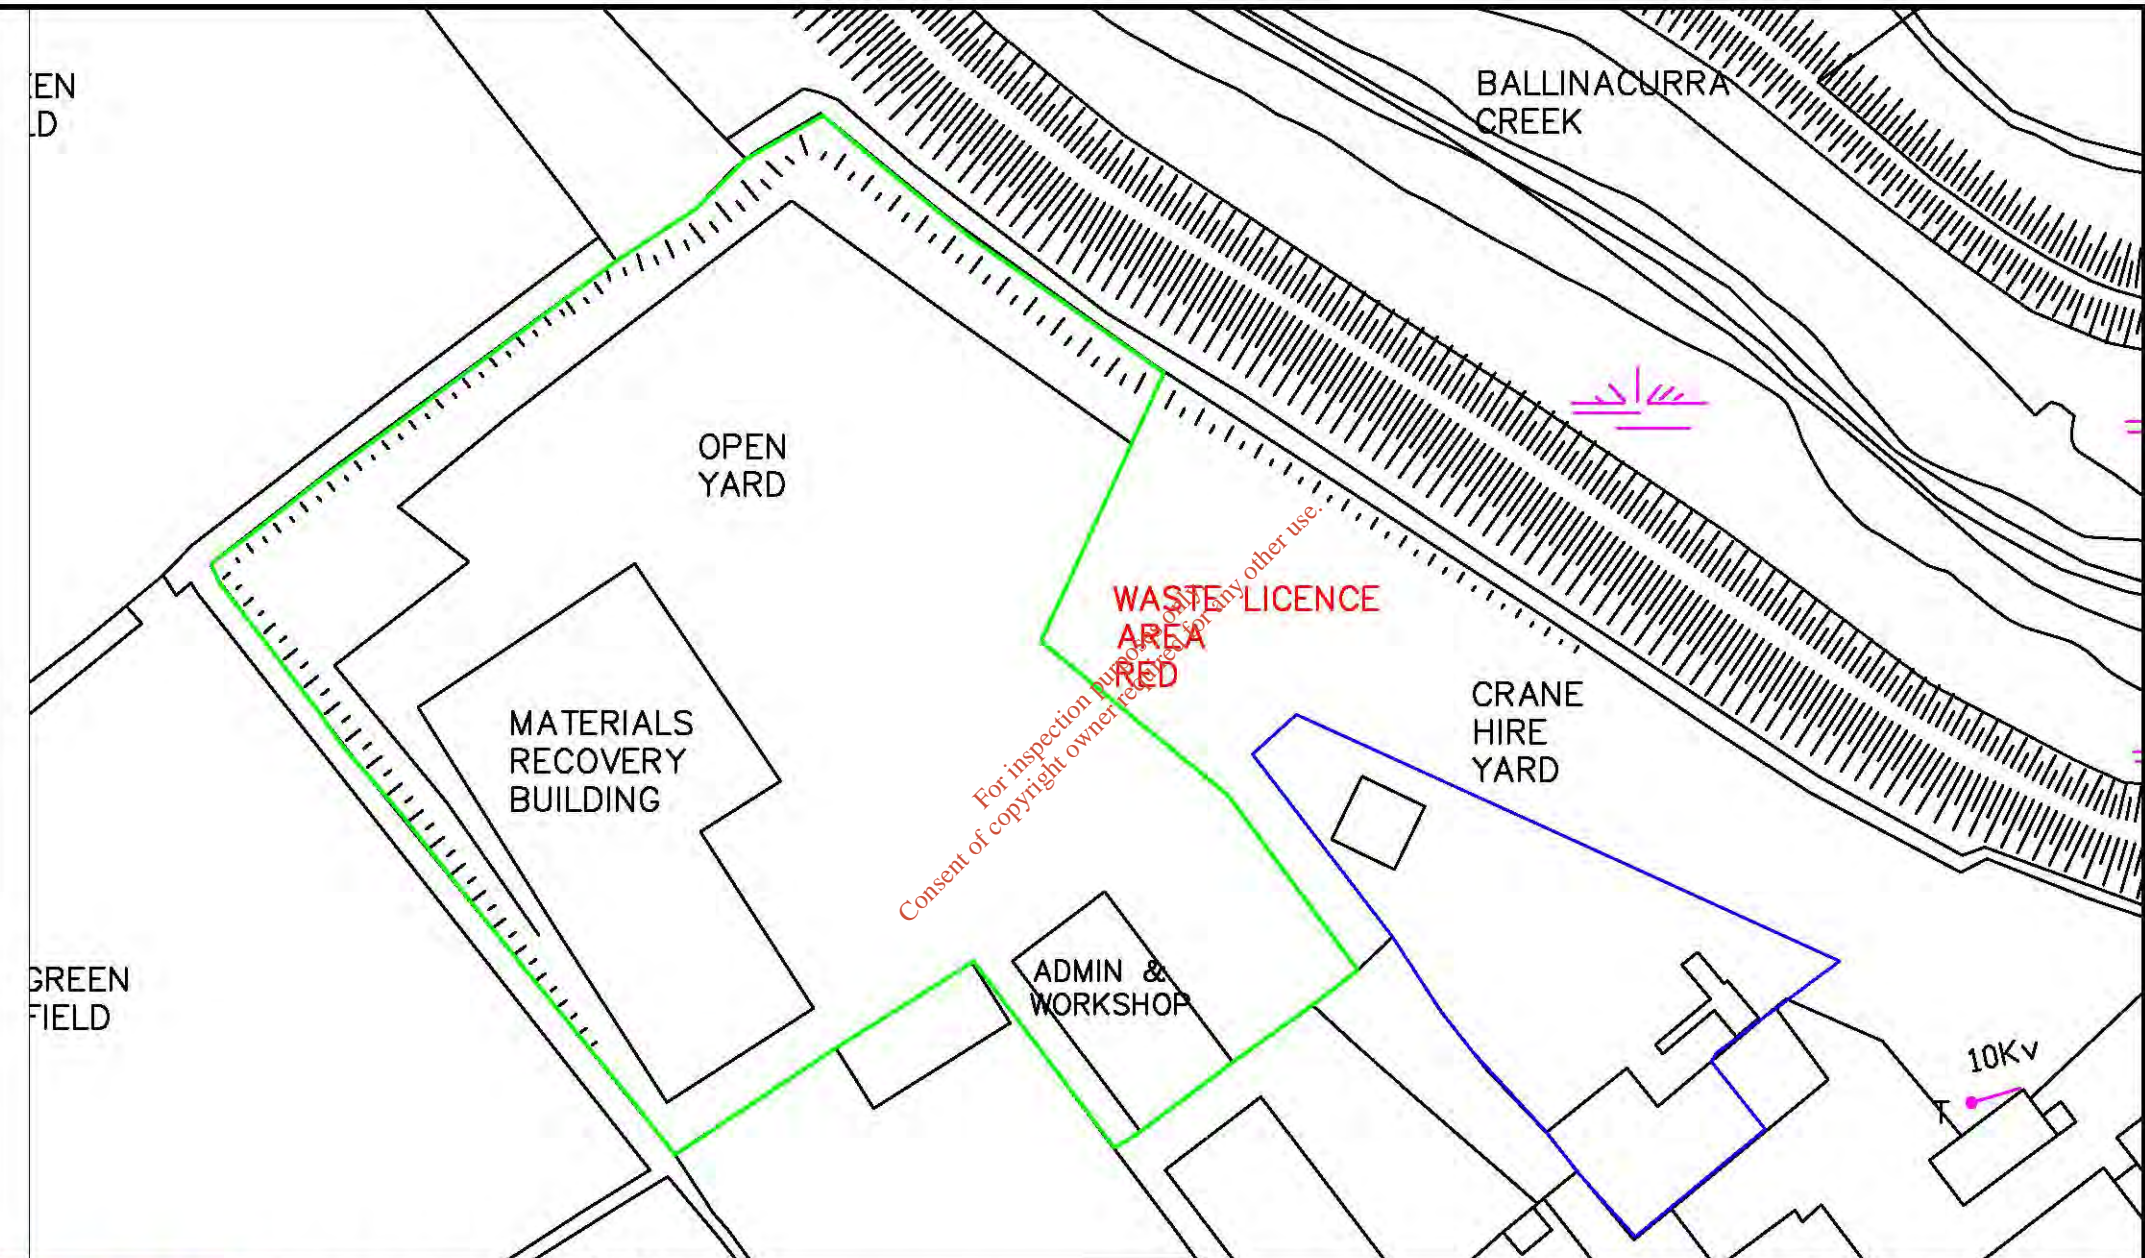 EN
LD
BALLINACURRA
CREEK
OPEN
YARD
WASTE LICENCE
AREA
RED
For inspection purposes only.
Consent of copyright owner required for any other use.
CRANE
HIRE
YARD
MATERIALS
RECOVERY
BUILDING
GREEN
FIELD
ADMIN &
WORKSHOP
10Kv
T